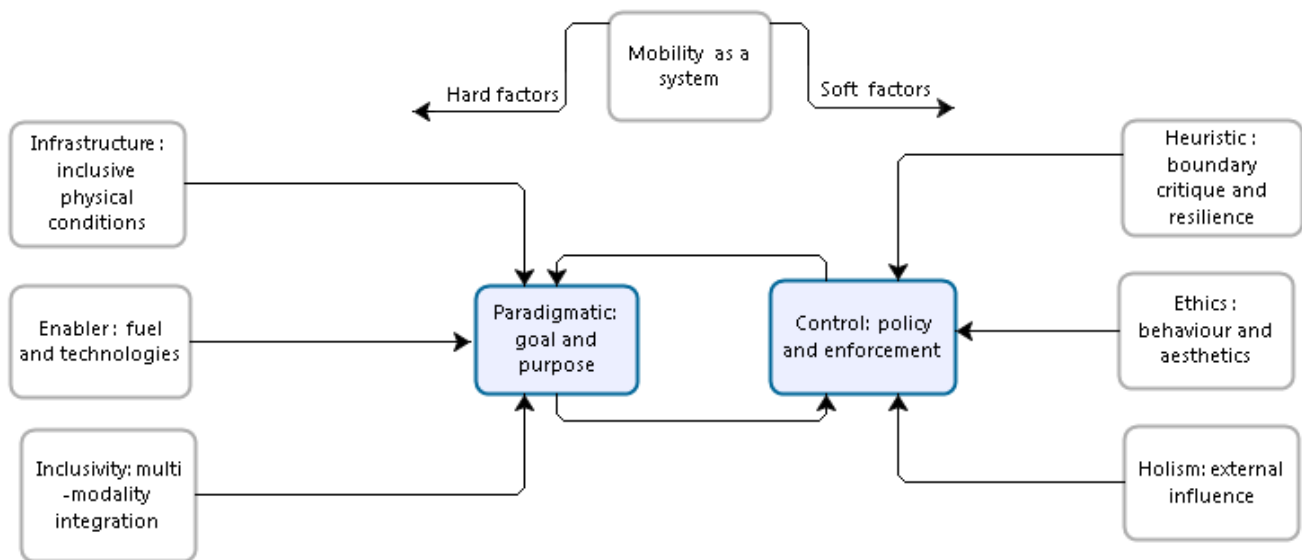 Mobility as a
system
Hard factors
Soft factors
Infrastructure :
inclusive
physical
conditions
Heuristic :
boundary
critique and
resilience
Enabler : fuel
and technologies
Paradigmatic:
goal and
purpose
Control: policy
and enforcement
Ethics :
behaviour and
aesthetics
Inclusivity: multi
-modality
integration
Holism: external
influence